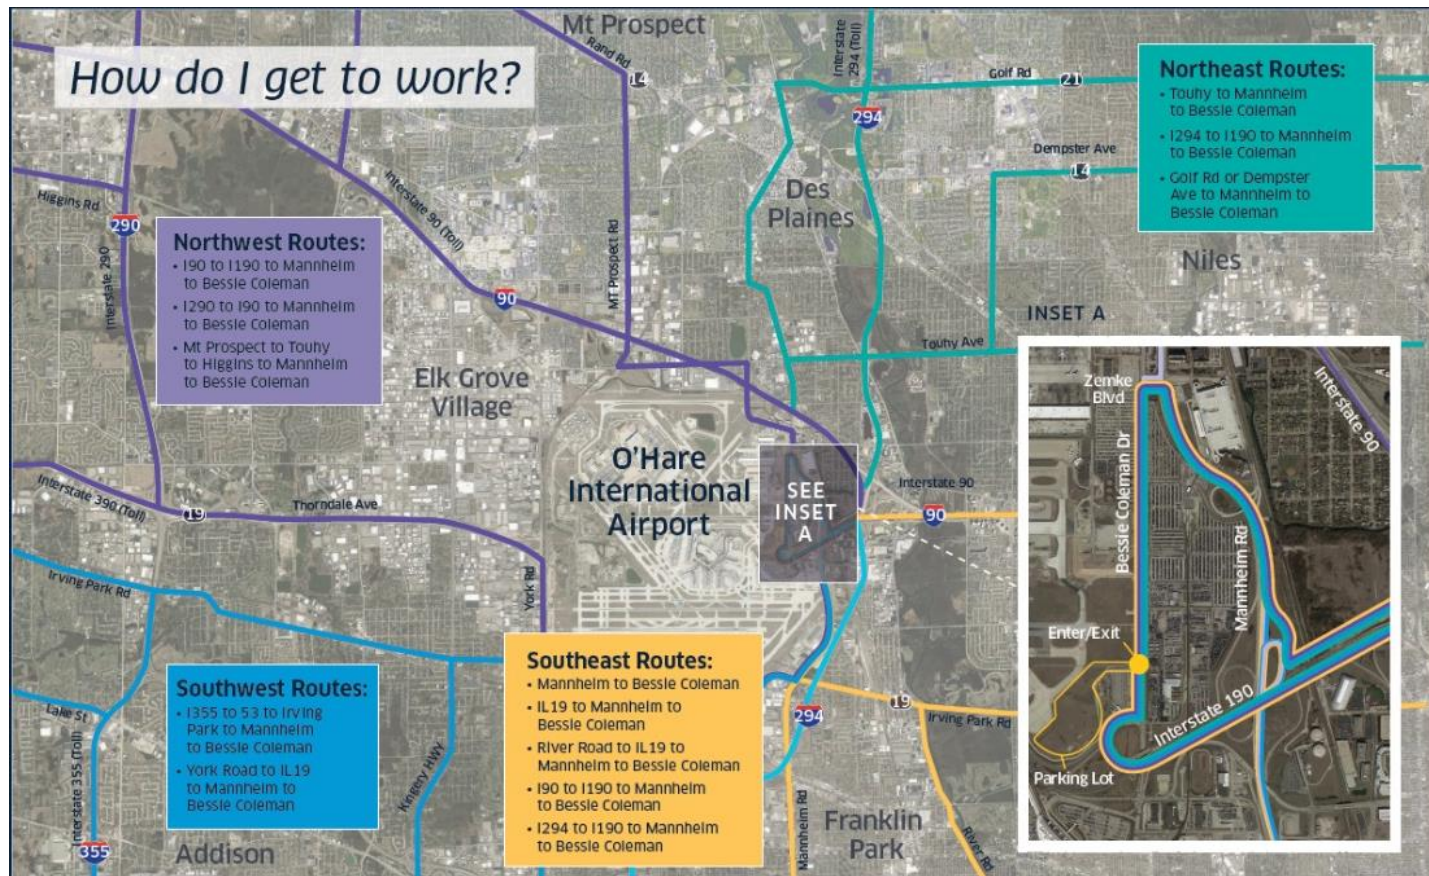 How do I get to work?
Mt Prospect
Rand Rd
14
Interstate
294 (Toll)
294
Golf Rd
21
Dempster Ave
14
Northeast Routes:
• Touhy to Mannheim
to Bessie Coleman
• I294 to I190 to Mannheim
to Bessie Coleman
• Golf Rd or Dempster
Ave to Mannheim to
Bessie Coleman
Des
Plaines
Niles
Higgins Rd
290
Interstate 290
Interstate 90 (Toll)
90
MT Prospect Rd
Northwest Routes:
• I90 to I190 to Mannheim
to Bessie Coleman
• I290 to I90 to Mannheim
to Bessie Coleman
• Mt Prospect to Touhy
to Higgins to Mannheim
to Bessie Coleman
Elk Grove
Village
Touhy Ave
INSET A
O'Hare
International
Airport
SEE
INSET
A
Interstate 90
90
Interstate 390 (Toll)
19
Thorndale Ave
York Rd
Irving Park Rd
Lake St
Interstate 355 (Toll)
355
Kingery HWY
Addison
Southwest Routes:
• I355 to 53 to Irving
Park to Mannheim
to Bessie Coleman
• York Road to IL19
to Mannheim to
Bessie Coleman
Southeast Routes:
• Mannheim to Bessie Coleman
• IL19 to Mannheim to
Bessie Coleman
• River Road to IL19 to
Mannheim to Bessie Coleman
• I90 to I190 to Mannheim
to Bessie Coleman
• I294 to I190 to Mannheim
to Bessie Coleman
294
19
Irving Park Rd
Mannheim Rd
Franklin
Park
River Rd
Zemke
Blvd
Interstate 90
Bessie Coleman Dr
Mannheim Rd
Enter/Exit
Interstate 190
Parking Lot